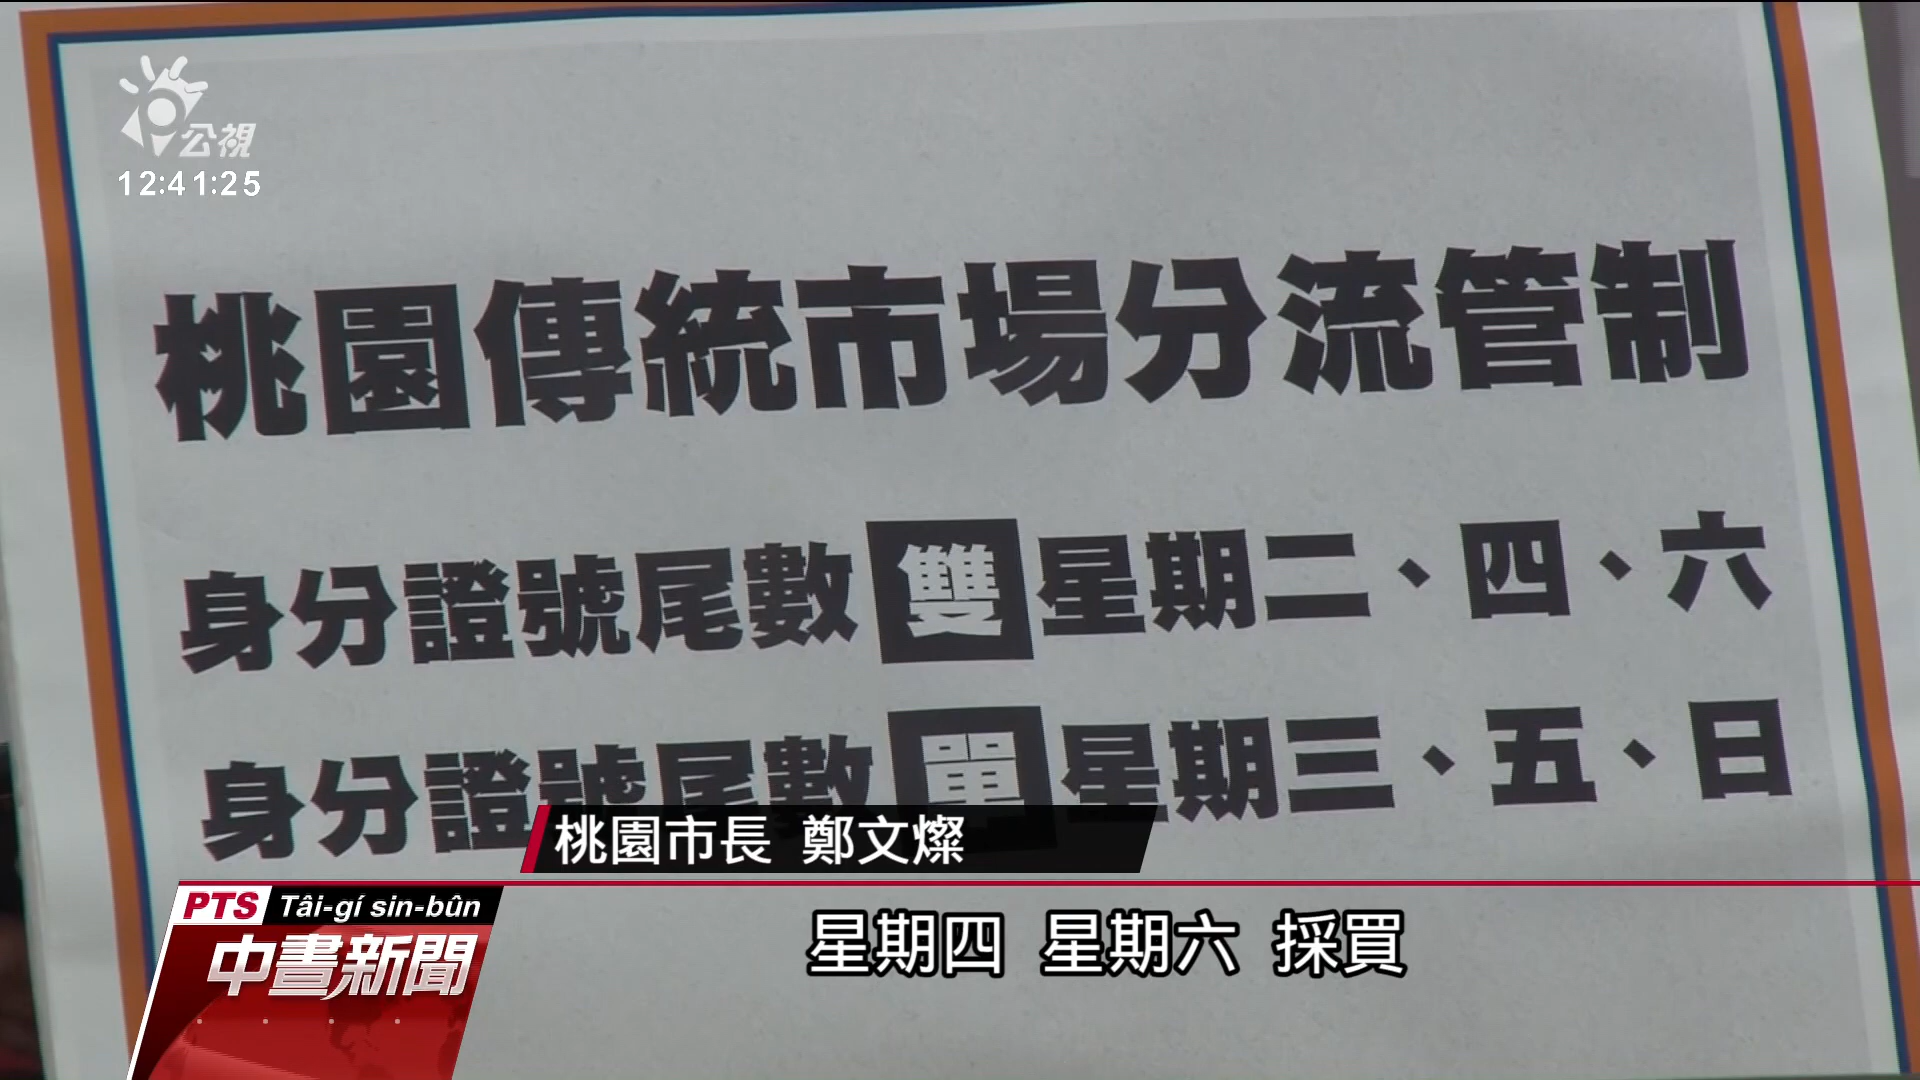 公視
12:41:25
桃園傳統市場分流管制
身分證號尾數雙星期二、四、六
身分證號尾數單星期三、五、日
桃園市長 鄭文燦
PTS Tâi-gí sin-bûn
中晝新聞
星期四 星期六 採買